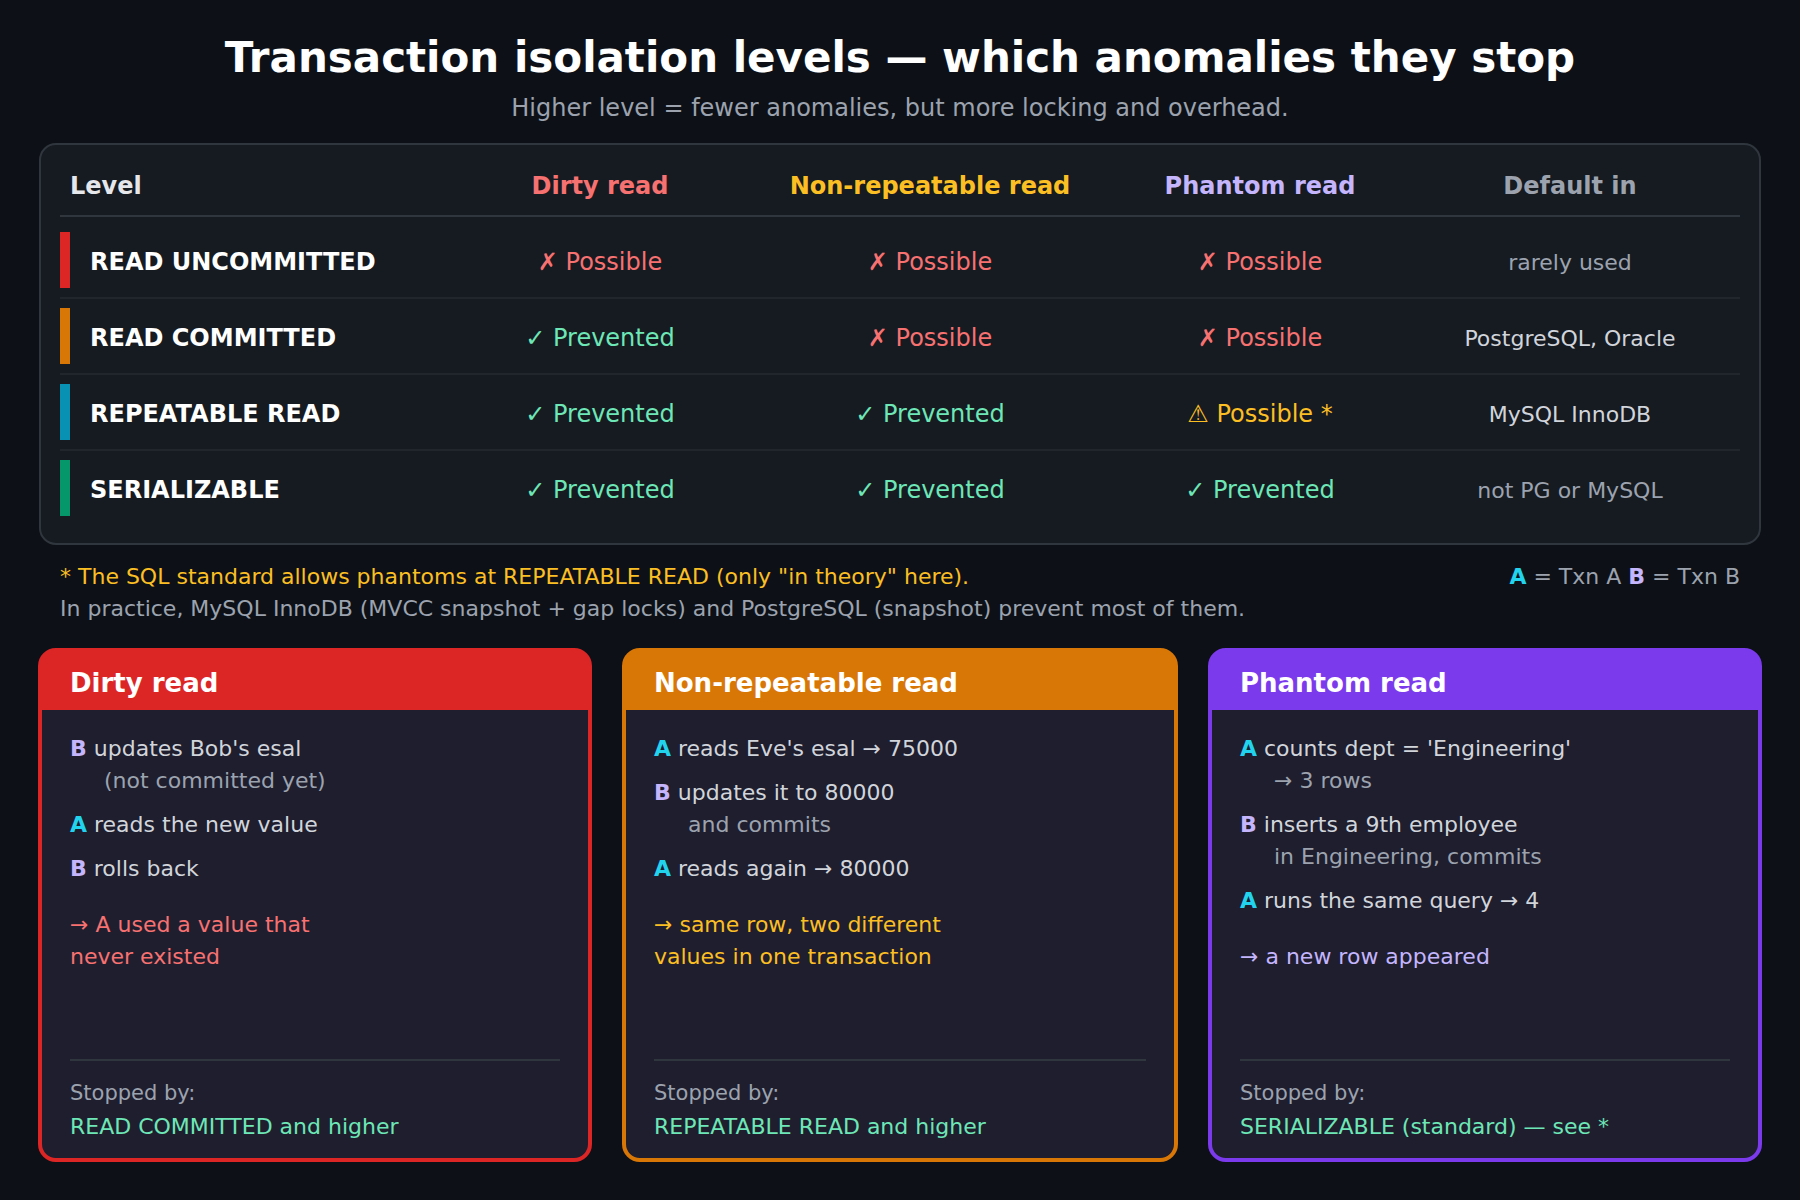 Transaction isolation levels — which anomalies they stop
Higher level = fewer anomalies, but more locking and overhead.
Level Dirty read Non-repeatable read Phantom read Default in
READ UNCOMMITTED ✗ Possible ✗ Possible ✗ Possible rarely used
READ COMMITTED ✓ Prevented ✗ Possible ✗ Possible PostgreSQL, Oracle
REPEATABLE READ ✓ Prevented ✓ Prevented ⚠ Possible * MySQL InnoDB
SERIALIZABLE ✓ Prevented ✓ Prevented ✓ Prevented not PG or MySQL
* The SQL standard allows phantoms at REPEATABLE READ (only "in theory" here). A = Txn A B = Txn B
In practice, MySQL InnoDB (MVCC snapshot + gap locks) and PostgreSQL (snapshot) prevent most of them.
Dirty read
B updates Bob's esal
(not committed yet)
A reads the new value
B rolls back
→ A used a value that
never existed
Stopped by:
READ COMMITTED and higher
Non-repeatable read
A reads Eve's esal → 75000
B updates it to 80000
and commits
A reads again → 80000
→ same row, two different
values in one transaction
Stopped by:
REPEATABLE READ and higher
Phantom read
A counts dept = 'Engineering'
→ 3 rows
B inserts a 9th employee
in Engineering, commits
A runs the same query → 4
→ a new row appeared
Stopped by:
SERIALIZABLE (standard) — see *